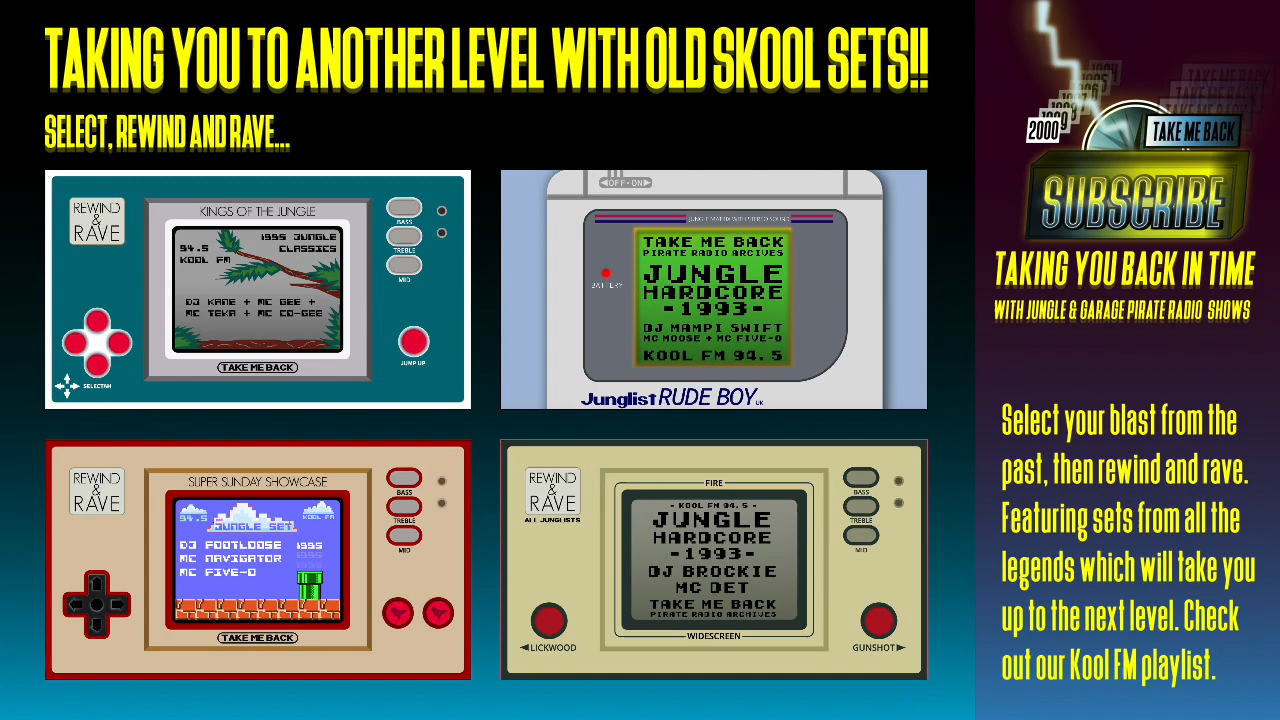 TAKING YOU TO ANOTHER LEVEL WITH OLD SKOOL SETS!!
SELECT, REWIND AND RAVE...
REWIND
&
RAVE
KINGS OF THE JUNGLE
1995 JUNGLE
CLASSICS
94.5
KOOL FM
DJ KANE + MC GEE +
MC TEKA + MC CO-GEE
TAKE ME BACK
BASS
TREBLE
MID
JUMP UP
SELECTAH
OFF•ON
JUNGLE MATRIX WITH STEREO SOUND
BATTERY
TAKE ME BACK
PIRATE RADIO ARCIVES
JUNGLE
HARDCORE
-1993-
DJ MAMPI SWIFT
MC MOOSE + MC FIVE-O
KOOL FM 94.5
Junglist RUDE BOY UK
REWIND
&
RAVE
SUPER SUNDAY SHOWCASE
94.5
KOOL FM
JUNGLE SET
DJ FOOTLOOSE 1995
MC NAVIGATOR
MC FIVE-O
TAKE ME BACK
BASS
TREBLE
MID
REWIND
&
RAVE
ALL JUNGLISTS
FIRE
- KOOL FM 94.5 -
JUNGLE
HARDCORE
-1993-
DJ BROCKIE
MC DET
TAKE ME BACK
PIRATE RADIO ARCHIVES
WIDESCREEN
BASS
TREBLE
MID
LICKWOOD
GUNSHOT
2000
TAKE ME BACK
SUBSCRIBE
TAKING YOU BACK IN TIME
WITH JUNGLE & GARAGE PIRATE RADIO SHOWS
Select your blast from the
past, then rewind and rave.
Featuring sets from all the
legends which will take you
up to the next level. Check
out our Kool FM playlist.